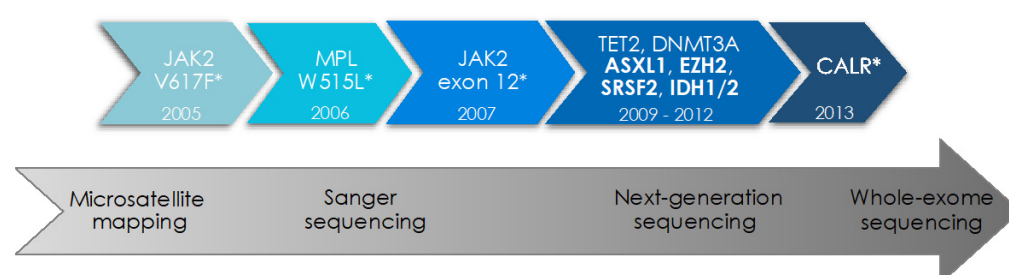 JAK2
V617F*
2005
MPL
W515L*
2006
JAK2
exon 12*
2007
TET2, DNMT3A
ASXL1, EZH2,
SRSF2, IDH1/2
2009 - 2012
CALR*
2013
Microsatellite
mapping
Sanger
sequencing
Next-generation
sequencing
Whole-exome
sequencing